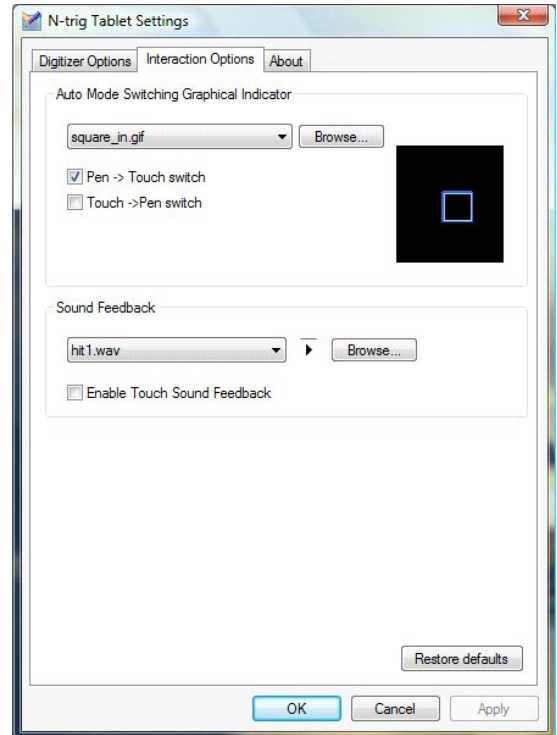 N-trig Tablet Settings
Digitizer Options Interaction Options About
Auto Mode Switching Graphical Indicator
square_in.gif Browse...
Pen -> Touch switch
Touch ->Pen switch
Sound Feedback
hit1.wav Browse...
Enable Touch Sound Feedback
Restore defaults
OK Cancel Apply